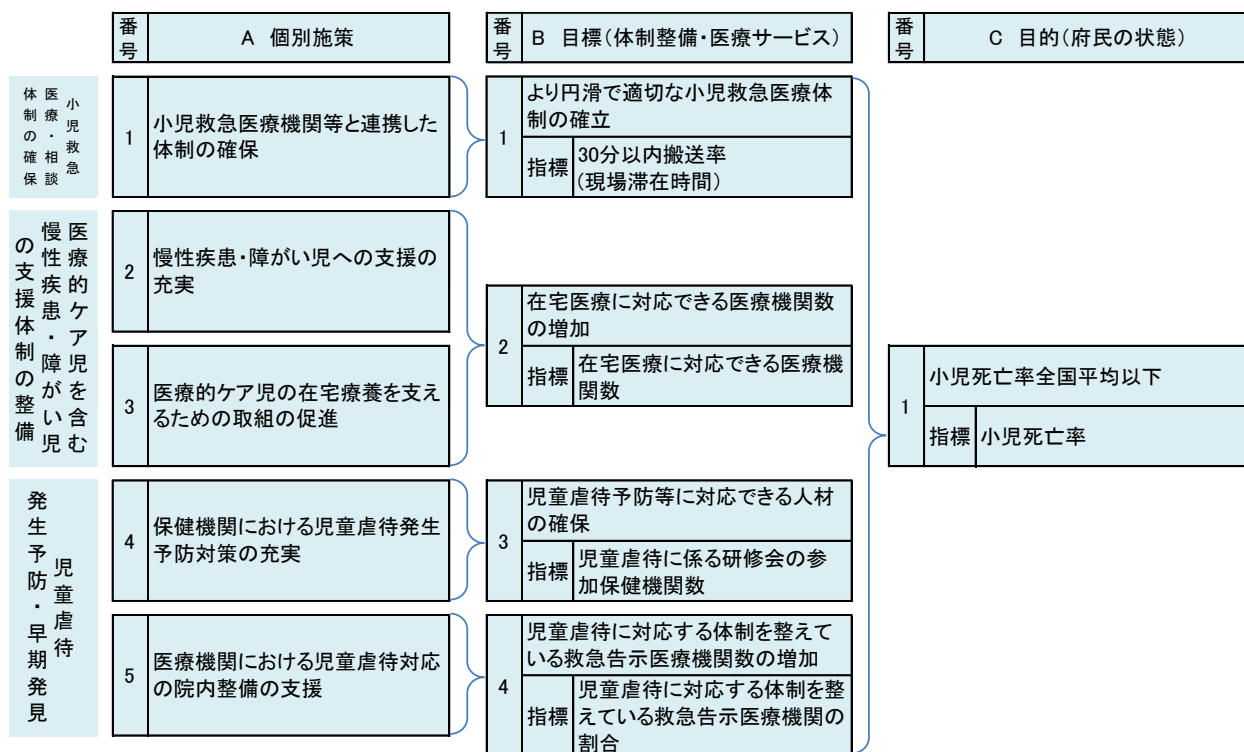 番号
A 個別施策
番号
B 目標(体制整備・医療サービス)
番号
C 目的(府民の状態)
小児救急
医療・相談
体制の確保
1
小児救急医療機関等と連携した
体制の確保
1
より円滑で適切な小児救急医療体
制の確立
指標
30分以内搬送率
(現場滞在時間)
医療的ケア児を含む
慢性疾患・障がい児
の支援体制の整備
2
慢性疾患・障がい児への支援の
充実
3
医療的ケア児の在宅療養を支え
るための取組の促進
2
在宅医療に対応できる医療機関数
の増加
指標
在宅医療に対応できる医療機
関数
1
小児死亡率全国平均以下
指標
小児死亡率
児童虐待
発生予防・早期発見
4
保健機関における児童虐待発生
予防対策の充実
3
児童虐待予防等に対応できる人材
の確保
指標
児童虐待に係る研修会の参
加保健機関数
5
医療機関における児童虐待対応
の院内整備の支援
4
児童虐待に対応する体制を整えて
いる救急告示医療機関数の増加
指標
児童虐待に対応する体制を整
えている救急告示医療機関の
割合